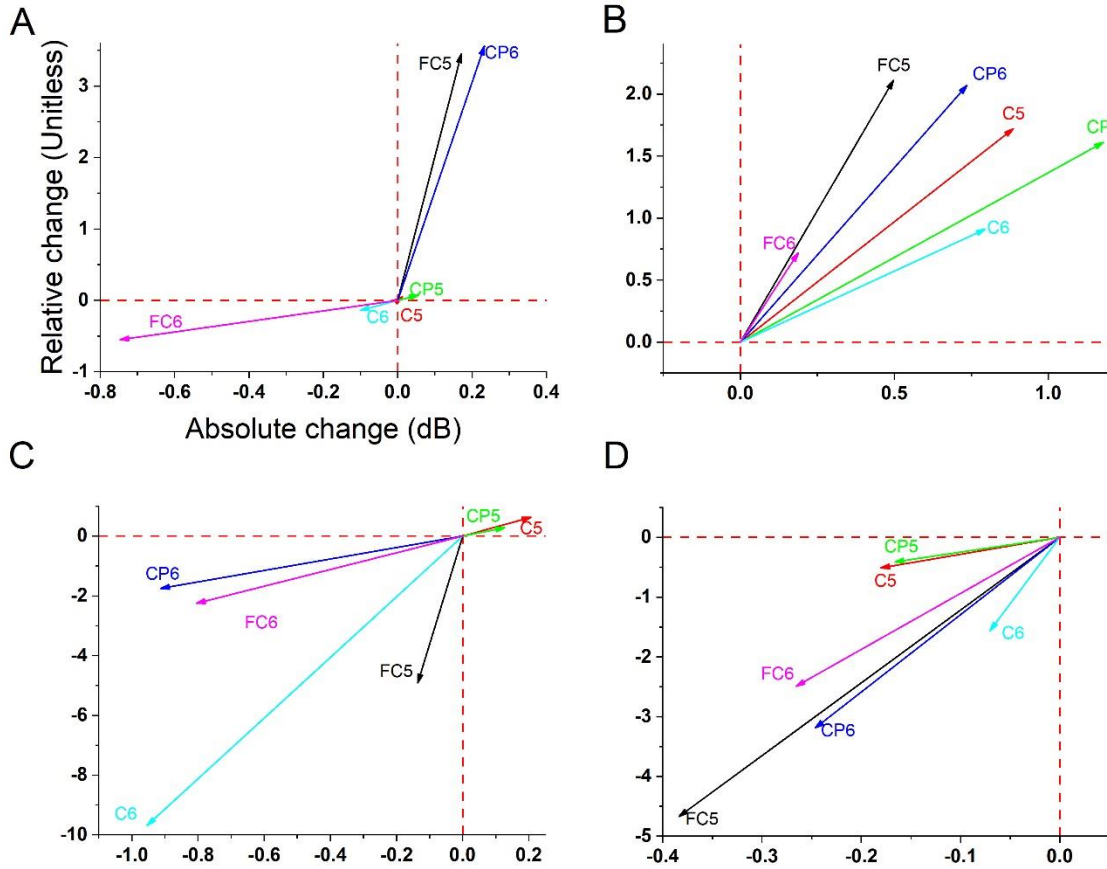 A
Relative change (Unitless)
3
2
1
0
-1
FC5
CP6
CP5
C5
C6
FC6
-0.8
-0.6
-0.4
-0.2
0.0
0.2
0.4
Absolute change (dB)
B
2.0
1.5
1.0
0.5
0.0
FC5
CP6
C5
CP
C6
FC6
0.0
0.5
1.0
C
0
-2
-4
-6
-8
-10
CP5
C5
CP6
FC6
FC5
C6
-1.0
-0.8
-0.6
-0.4
-0.2
0.0
0.2
D
0
-1
-2
-3
-4
-5
CP5
C5
C6
FC6
CP6
FC5
-0.4
-0.3
-0.2
-0.1
0.0